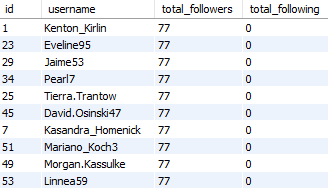 id username total_followers total_following
1 Kenton_Kirlin 77 0
23 Eveline95 77 0
29 Jaime53 77 0
34 Pearl7 77 0
25 Tierra.Trantow 77 0
45 David.Osinski47 77 0
7 Kasandra_Homenick 77 0
51 Mariano_Koch3 77 0
49 Morgan.Kassulke 77 0
53 Linnea59 77 0